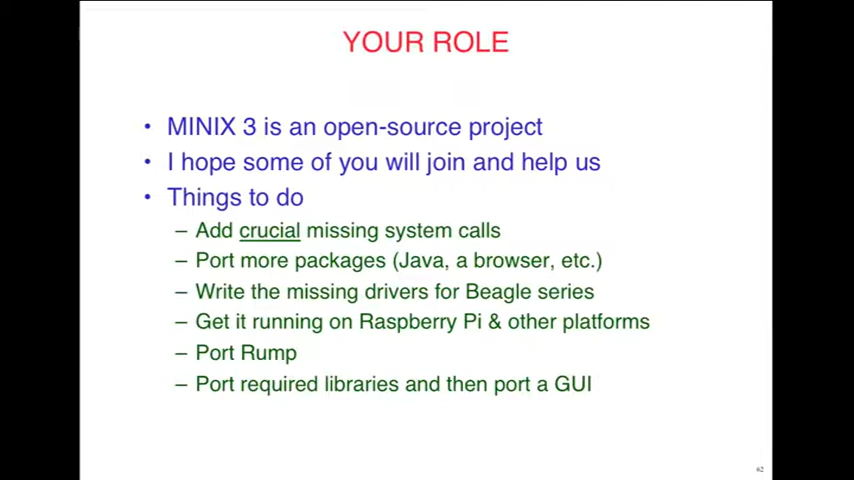 YOUR ROLE
• MINIX 3 is an open-source project
• I hope some of you will join and help us
• Things to do
– Add crucial missing system calls
– Port more packages (Java, a browser, etc.)
– Write the missing drivers for Beagle series
– Get it running on Raspberry Pi & other platforms
– Port Rump
– Port required libraries and then port a GUI
62